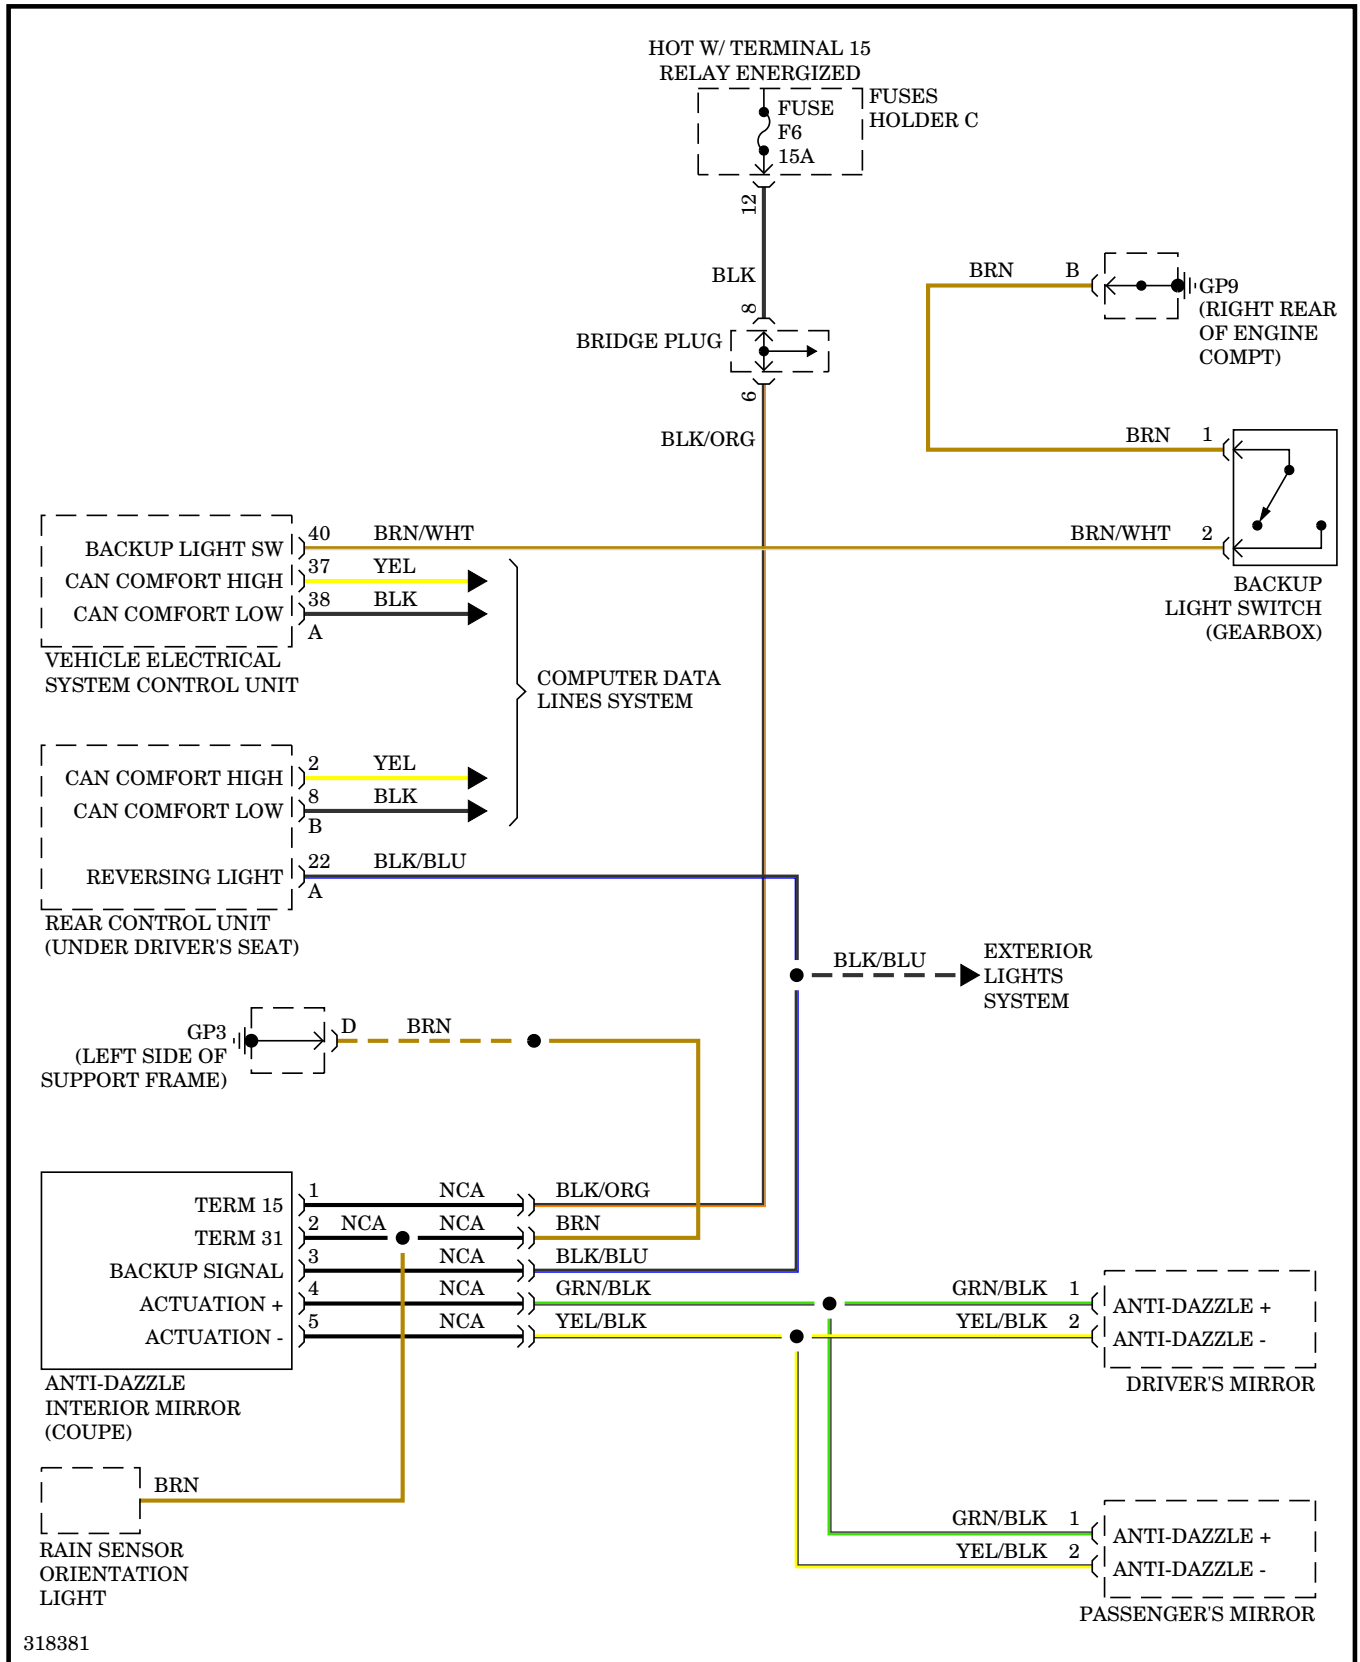 HOT W/ TERMINAL 15
RELAY ENERGIZED
FUSES
HOLDER C
FUSE
F6
15A
12
BLK
8
BRIDGE PLUG
6
BLK/ORG
BRN
B
GP9
(RIGHT REAR
OF ENGINE
COMPT)
BRN
1
BRN/WHT
2
BACKUP
LIGHT SWITCH
(GEARBOX)
BACKUP LIGHT SW
40
BRN/WHT
CAN COMFORT HIGH
37
YEL
CAN COMFORT LOW
38
BLK
A
VEHICLE ELECTRICAL
SYSTEM CONTROL UNIT
COMPUTER DATA
LINES SYSTEM
CAN COMFORT HIGH
2
YEL
CAN COMFORT LOW
8
BLK
B
REVERSING LIGHT
22
BLK/BLU
A
REAR CONTROL UNIT
(UNDER DRIVER'S SEAT)
BLK/BLU
EXTERIOR
LIGHTS
SYSTEM
GP3
(LEFT SIDE OF
SUPPORT FRAME)
D
BRN
TERM 15
1
NCA
BLK/ORG
TERM 31
2
NCA
NCA
BRN
BACKUP SIGNAL
3
NCA
BLK/BLU
ACTUATION +
4
NCA
GRN/BLK
ACTUATION -
5
NCA
YEL/BLK
ANTI-DAZZLE
INTERIOR MIRROR
(COUPE)
GRN/BLK
1
ANTI-DAZZLE +
YEL/BLK
2
ANTI-DAZZLE -
DRIVER'S MIRROR
BRN
RAIN SENSOR
ORIENTATION
LIGHT
GRN/BLK
1
ANTI-DAZZLE +
YEL/BLK
2
ANTI-DAZZLE -
PASSENGER'S MIRROR
318381